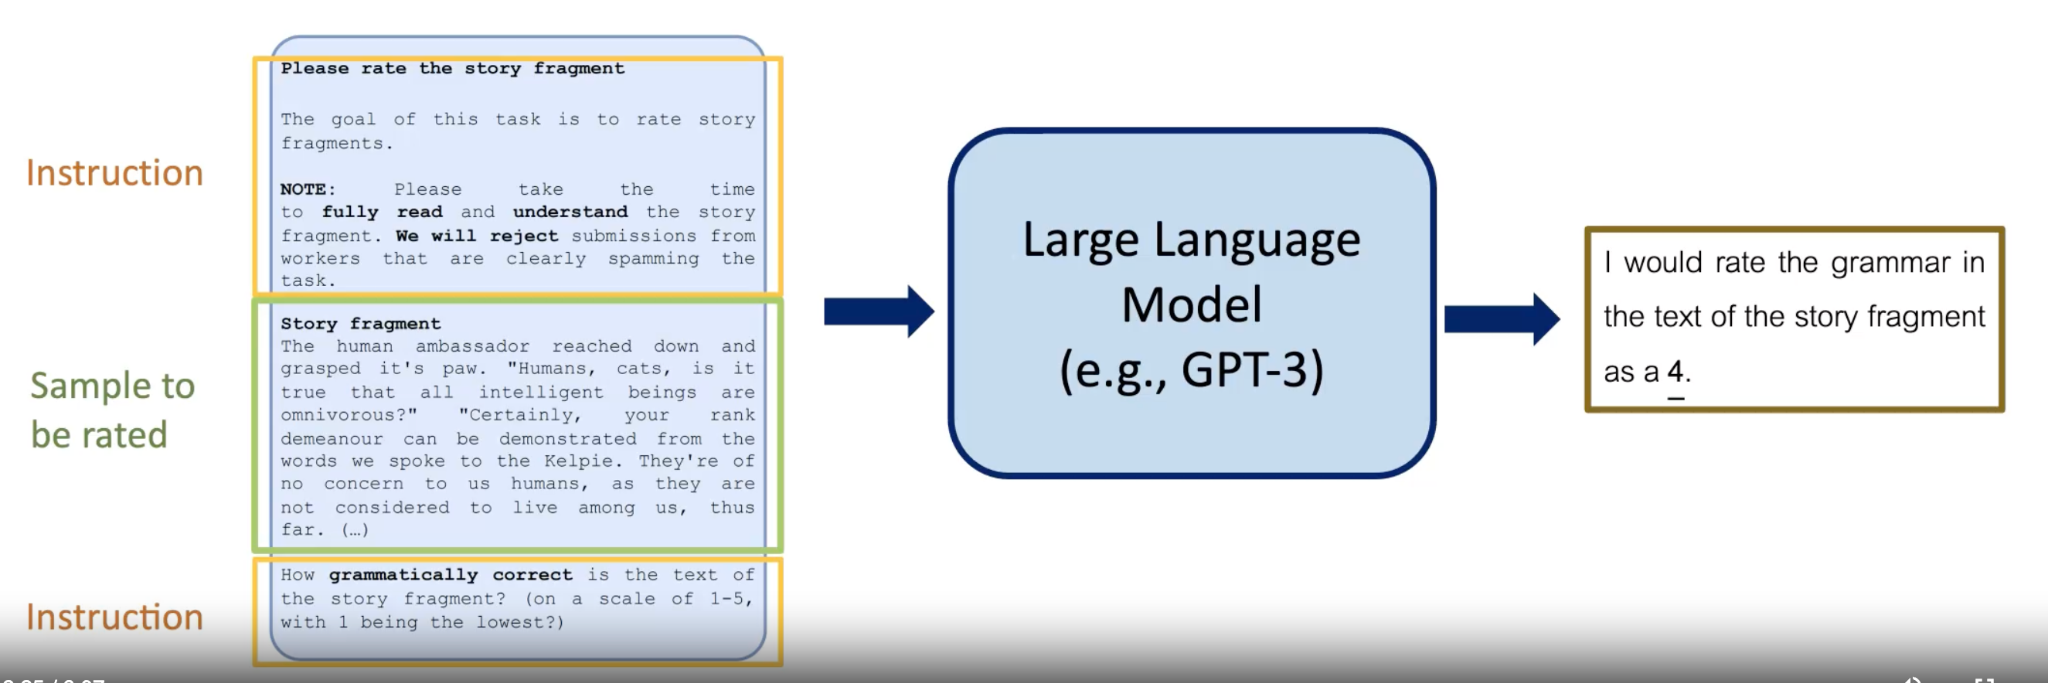 Instruction
Please rate the story fragment
The goal of this task is to rate story
fragments.
NOTE: Please take the time
to fully read and understand the story
fragment. We will reject submissions from
workers that are clearly spamming the
task.
Sample to
be rated
Story fragment
The human ambassador reached down and
grasped it's paw. "Humans, cats, is it
true that all intelligent beings are
omnivorous?" "Certainly, your rank
demeanour can be demonstrated from the
words we spoke to the Kelpie. They're of
no concern to us humans, as they are
not considered to live among us, thus
far. (…)
Instruction
How grammatically correct is the text of
the story fragment? (on a scale of 1-5,
with 1 being the lowest?)
Large Language
Model
(e.g., GPT-3)
I would rate the grammar in
the text of the story fragment
as a 4.